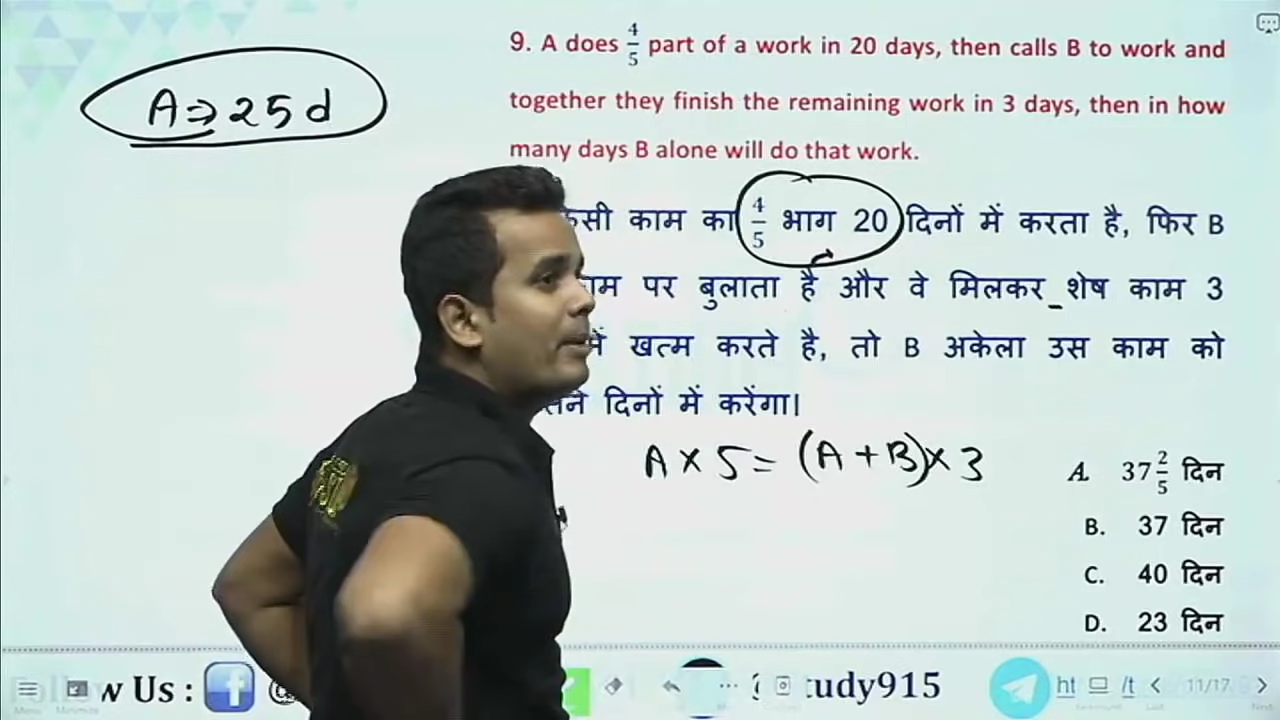 A ⇒ 25 d
9. A does 4/5 part of a work in 20 days, then calls B to work and
together they finish the remaining work in 3 days, then in how
many days B alone will do that work.
काम का 4/5 भाग 20 दिनों में करता है, फिर B
पर बुलाता है और वे मिलकर शेष काम 3
खत्म करते है, तो B अकेला उस काम को
दिनों में करेंगा।
A × 5 = (A + B) × 3
A. 37 2/5 दिन
B. 37 दिन
C. 40 दिन
D. 23 दिन
w Us : f @ tudy915 ht /t < 11/17 >